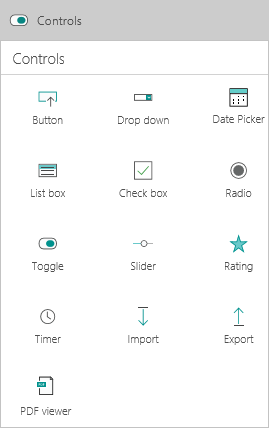 Controls
Controls
Button Drop down Date Picker
List box Check box Radio
Toggle Slider Rating
Timer Import Export
PDF viewer